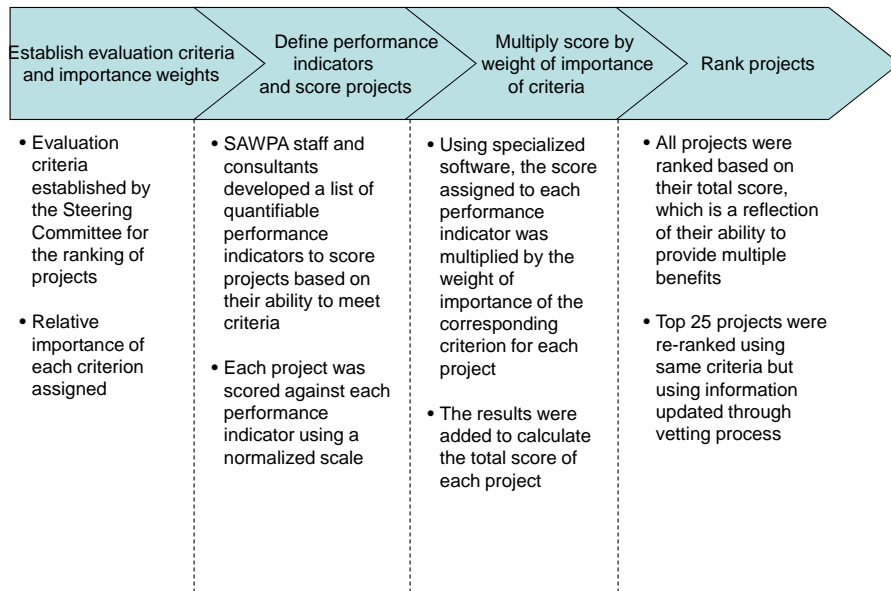 Establish evaluation criteria
and importance weights
Define performance
indicators
and score projects
Multiply score by
weight of importance
of criteria
Rank projects
• Evaluation
criteria
established by
the Steering
Committee for
the ranking of
projects
• Relative
importance of
each criterion
assigned
• SAWPA staff and
consultants
developed a list of
quantifiable
performance
indicators to score
projects based on
their ability to meet
criteria
• Each project was
scored against each
performance
indicator using a
normalized scale
• Using specialized
software, the score
assigned to each
performance
indicator was
multiplied by the
weight of
importance of the
corresponding
criterion for each
project
• The results were
added to calculate
the total score of
each project
• All projects were
ranked based on
their total score,
which is a reflection
of their ability to
provide multiple
benefits
• Top 25 projects were
re-ranked using
same criteria but
using information
updated through
vetting process